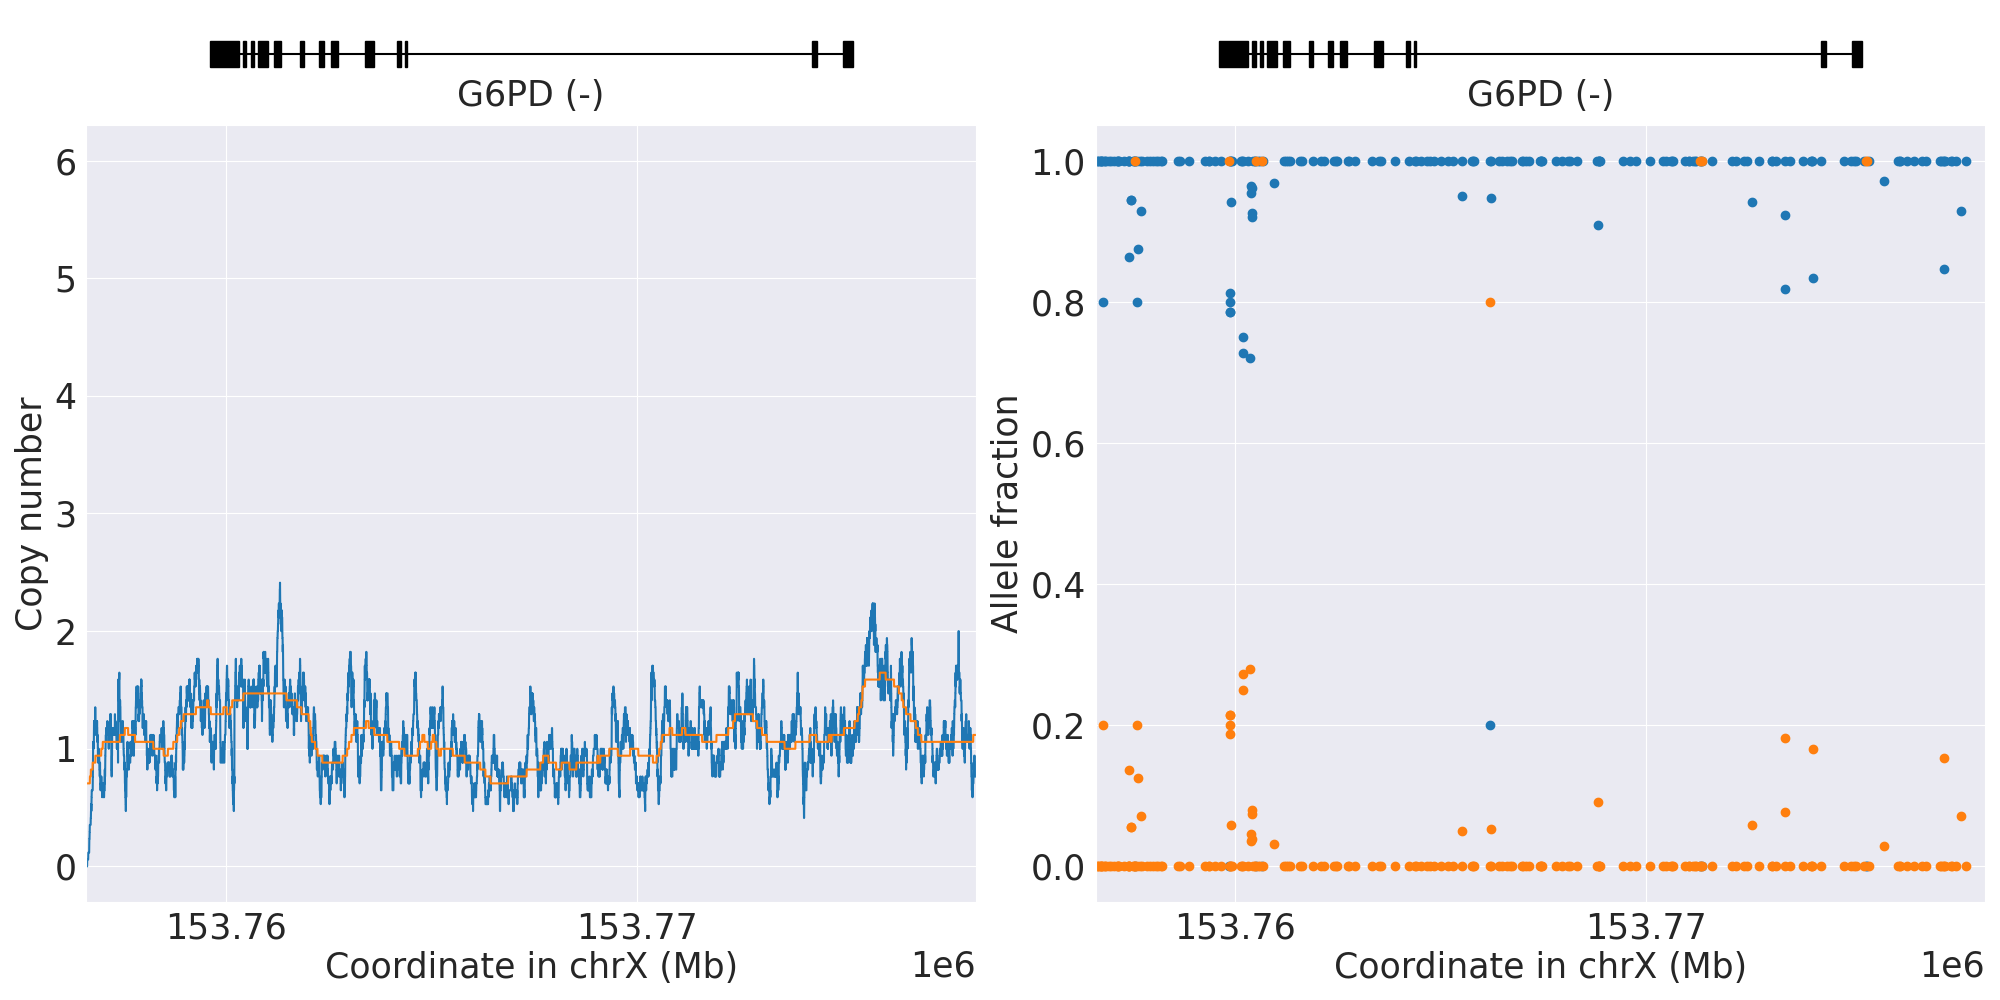 G6PD (-)
G6PD (-)
6
5
4
3
2
1
0
Copy number
153.76
153.77
Coordinate in chrX (Mb)
1e6
1.0
0.8
0.6
0.4
0.2
0.0
Allele fraction
153.76
153.77
Coordinate in chrX (Mb)
1e6